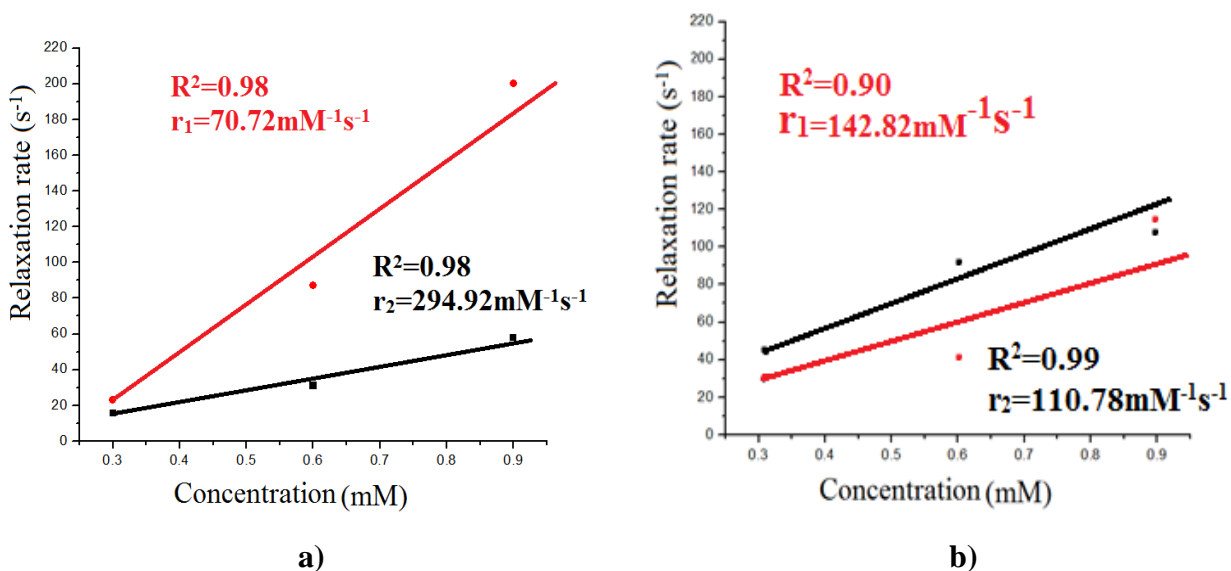 Relaxation rate (s⁻¹)
220
200
180
160
140
120
100
80
60
40
20
0
R²=0.98
r₁=70.72mM⁻¹s⁻¹
R²=0.98
r₂=294.92mM⁻¹s⁻¹
0.3 0.4 0.5 0.6 0.7 0.8 0.9
Concentration (mM)
a)
Relaxation rate (s⁻¹)
220
200
180
160
140
120
100
80
60
40
20
0
R²=0.90
r₁=142.82mM⁻¹s⁻¹
R²=0.99
r₂=110.78mM⁻¹s⁻¹
0.3 0.4 0.5 0.6 0.7 0.8 0.9
Concentration (mM)
b)